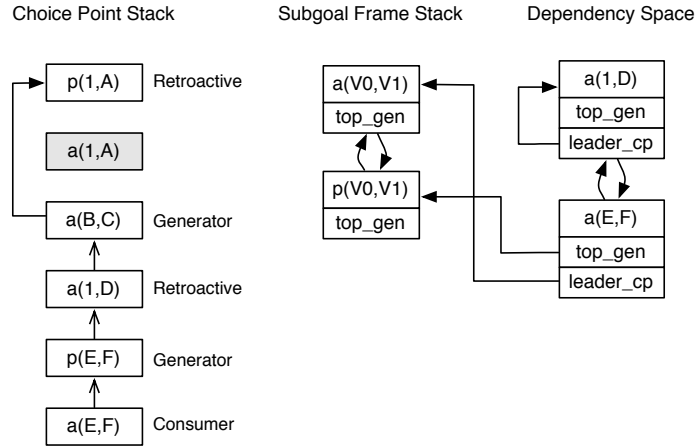 Choice Point Stack
Subgoal Frame Stack
Dependency Space
p(1,A) Retroactive
a(1,A)
a(B,C) Generator
a(1,D) Retroactive
p(E,F) Generator
a(E,F) Consumer
a(V0,V1)
top_gen
p(V0,V1)
top_gen
a(1,D)
top_gen
leader_cp
a(E,F)
top_gen
leader_cp